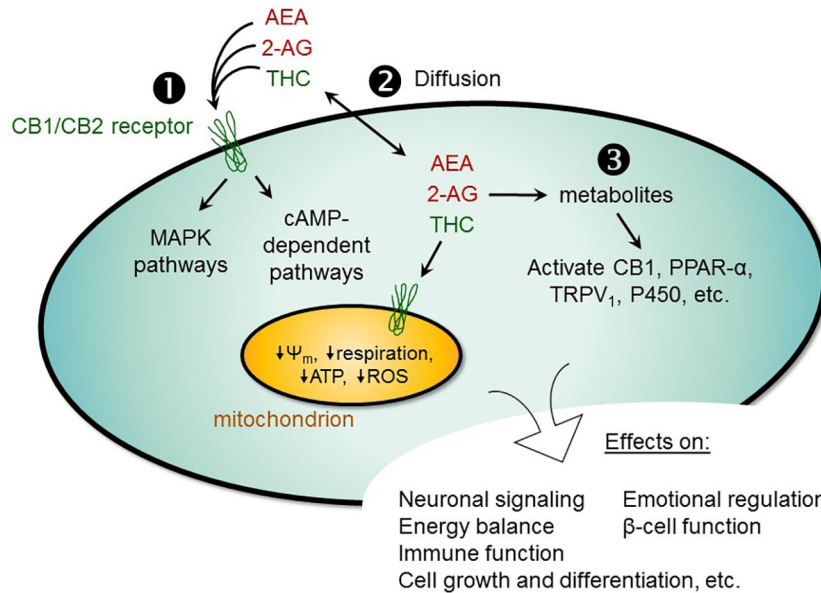 AEA
2-AG
THC
❶
❷ Diffusion
CB1/CB2 receptor
AEA
2-AG
THC
❸
metabolites
MAPK
pathways
cAMP-
dependent
pathways
Activate CB1, PPAR-α,
TRPV₁, P450, etc.
↓Ψₘ, ↓respiration,
↓ATP, ↓ROS
mitochondrion
Effects on:
Neuronal signaling
Energy balance
Immune function
Cell growth and differentiation, etc.
Emotional regulation
β-cell function